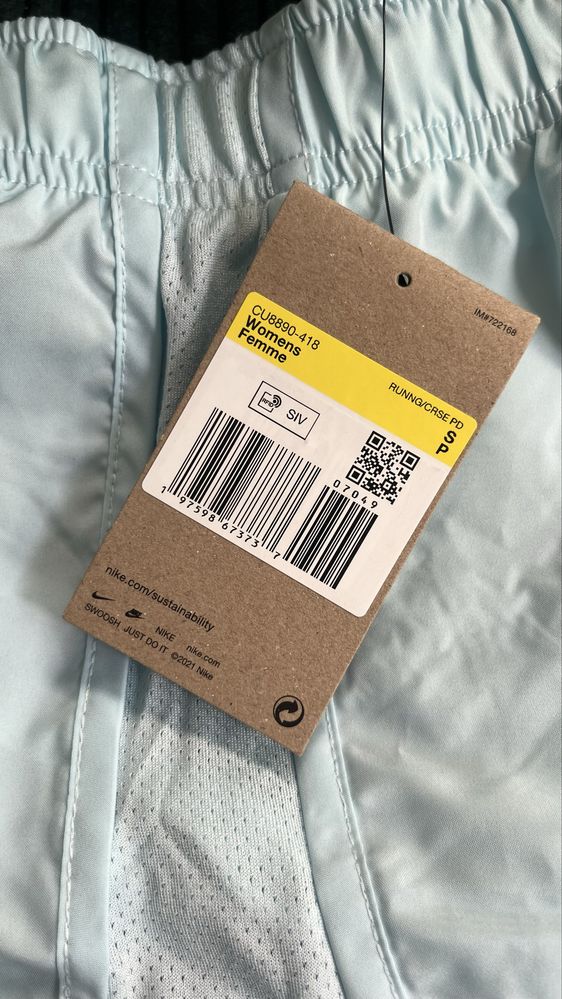 IM#722168
CU8890-418
Womens
Femme
RUNNG/CRSE PD
S
P
RFID
SIV
07049
1 97598 67373 7
nike.com/sustainability
NIKE nike.com
SWOOSH JUST DO IT ©2021 Nike